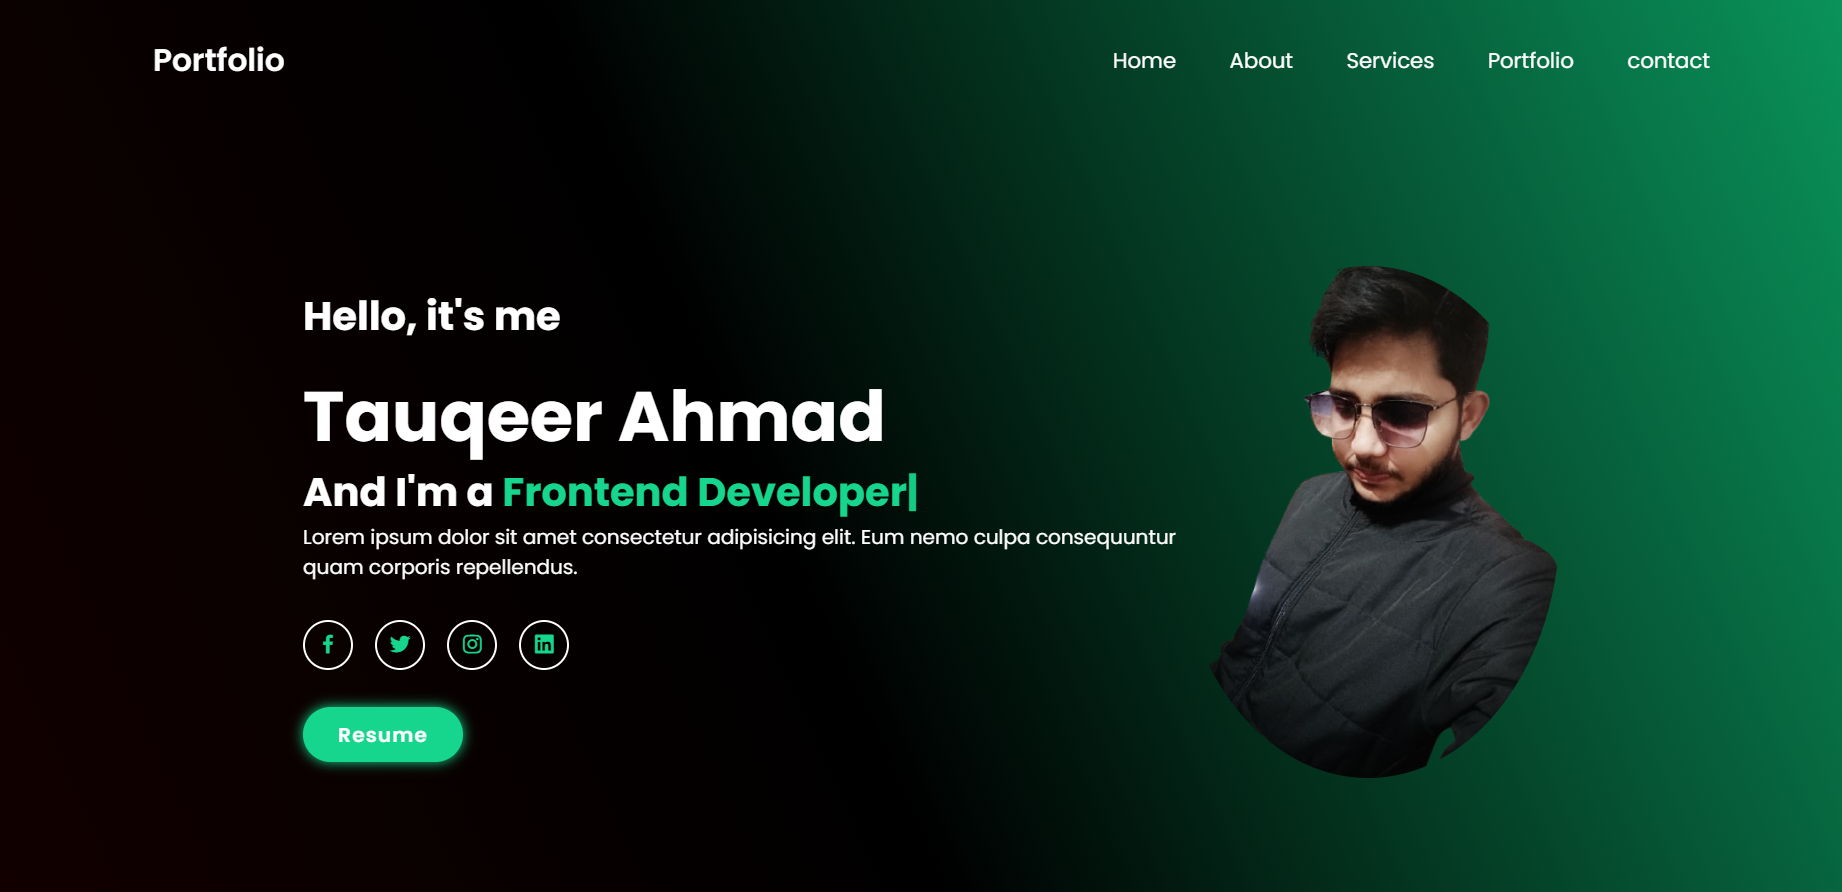 Portfolio
Home About Services Portfolio contact
Hello, it's me
Tauqeer Ahmad
And I'm a Frontend Developer|
Lorem ipsum dolor sit amet consectetur adipisicing elit. Eum nemo culpa consequuntur
quam corporis repellendus.
Resume